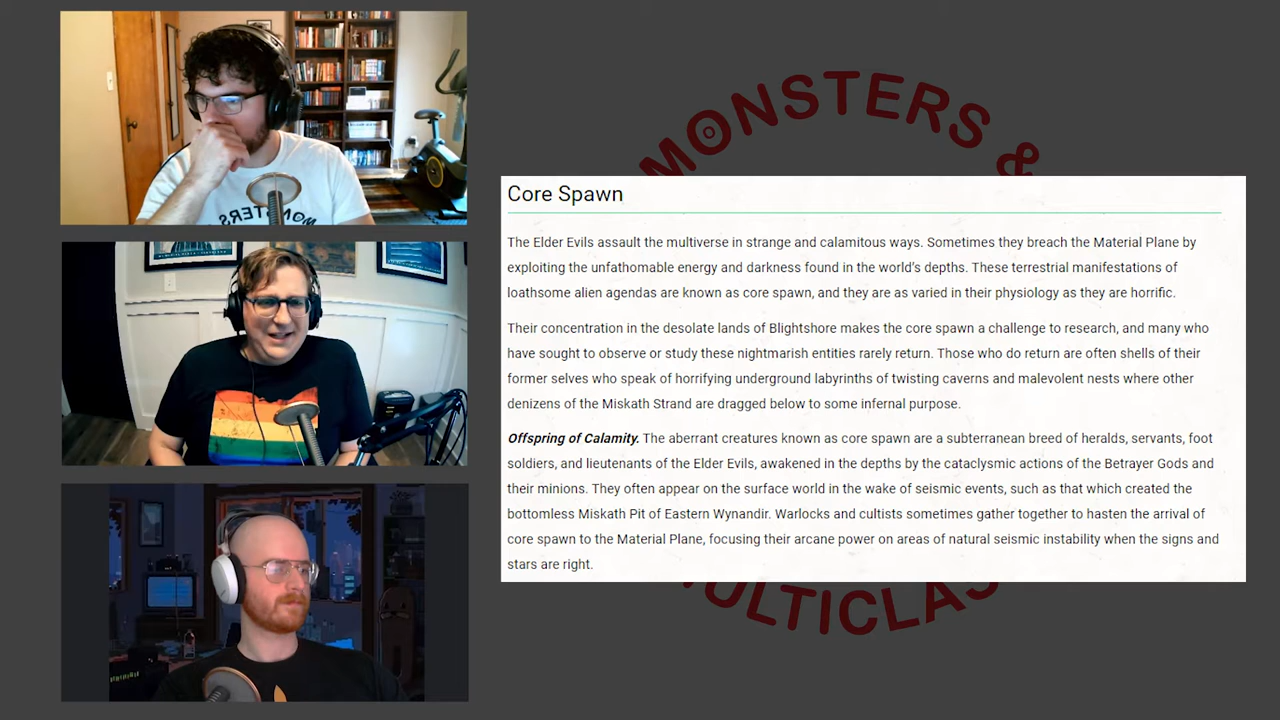 MONSTERS &
MONSTERS
Core Spawn
The Elder Evils assault the multiverse in strange and calamitous ways. Sometimes they breach the Material Plane by
exploiting the unfathomable energy and darkness found in the world's depths. These terrestrial manifestations of
loathsome alien agendas are known as core spawn, and they are as varied in their physiology as they are horrific.
Their concentration in the desolate lands of Blightshore makes the core spawn a challenge to research, and many who
have sought to observe or study these nightmarish entities rarely return. Those who do return are often shells of their
former selves who speak of horrifying underground labyrinths of twisting caverns and malevolent nests where other
denizens of the Miskath Strand are dragged below to some infernal purpose.
Offspring of Calamity. The aberrant creatures known as core spawn are a subterranean breed of heralds, servants, foot
soldiers, and lieutenants of the Elder Evils, awakened in the depths by the cataclysmic actions of the Betrayer Gods and
their minions. They often appear on the surface world in the wake of seismic events, such as that which created the
bottomless Miskath Pit of Eastern Wynandir. Warlocks and cultists sometimes gather together to hasten the arrival of
core spawn to the Material Plane, focusing their arcane power on areas of natural seismic instability when the signs and
stars are right.
ULTICLAS